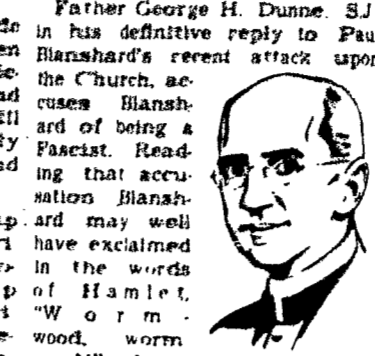 Father George H. Dunne, SJ
in his definitive reply to Pau
Blanshard's recent attack upon
the Church, ac-
cuses Blansh-
ard of being a
Fascist. Read-
ing that accu-
sation Blansh-
ard may well
have exclaimed
in the words
of Hamlet,
"Worm-
wood, worm